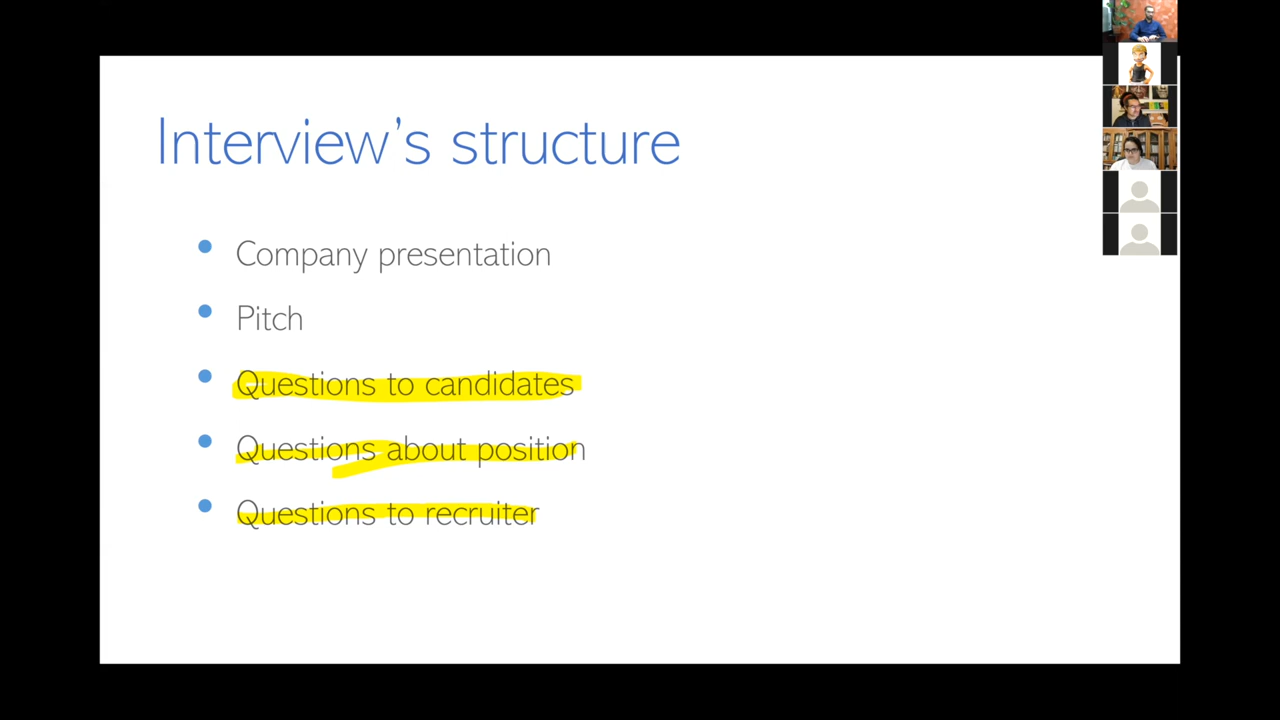 Interview’s structure
Company presentation
Pitch
Questions to candidates
Questions about position
Questions to recruiter